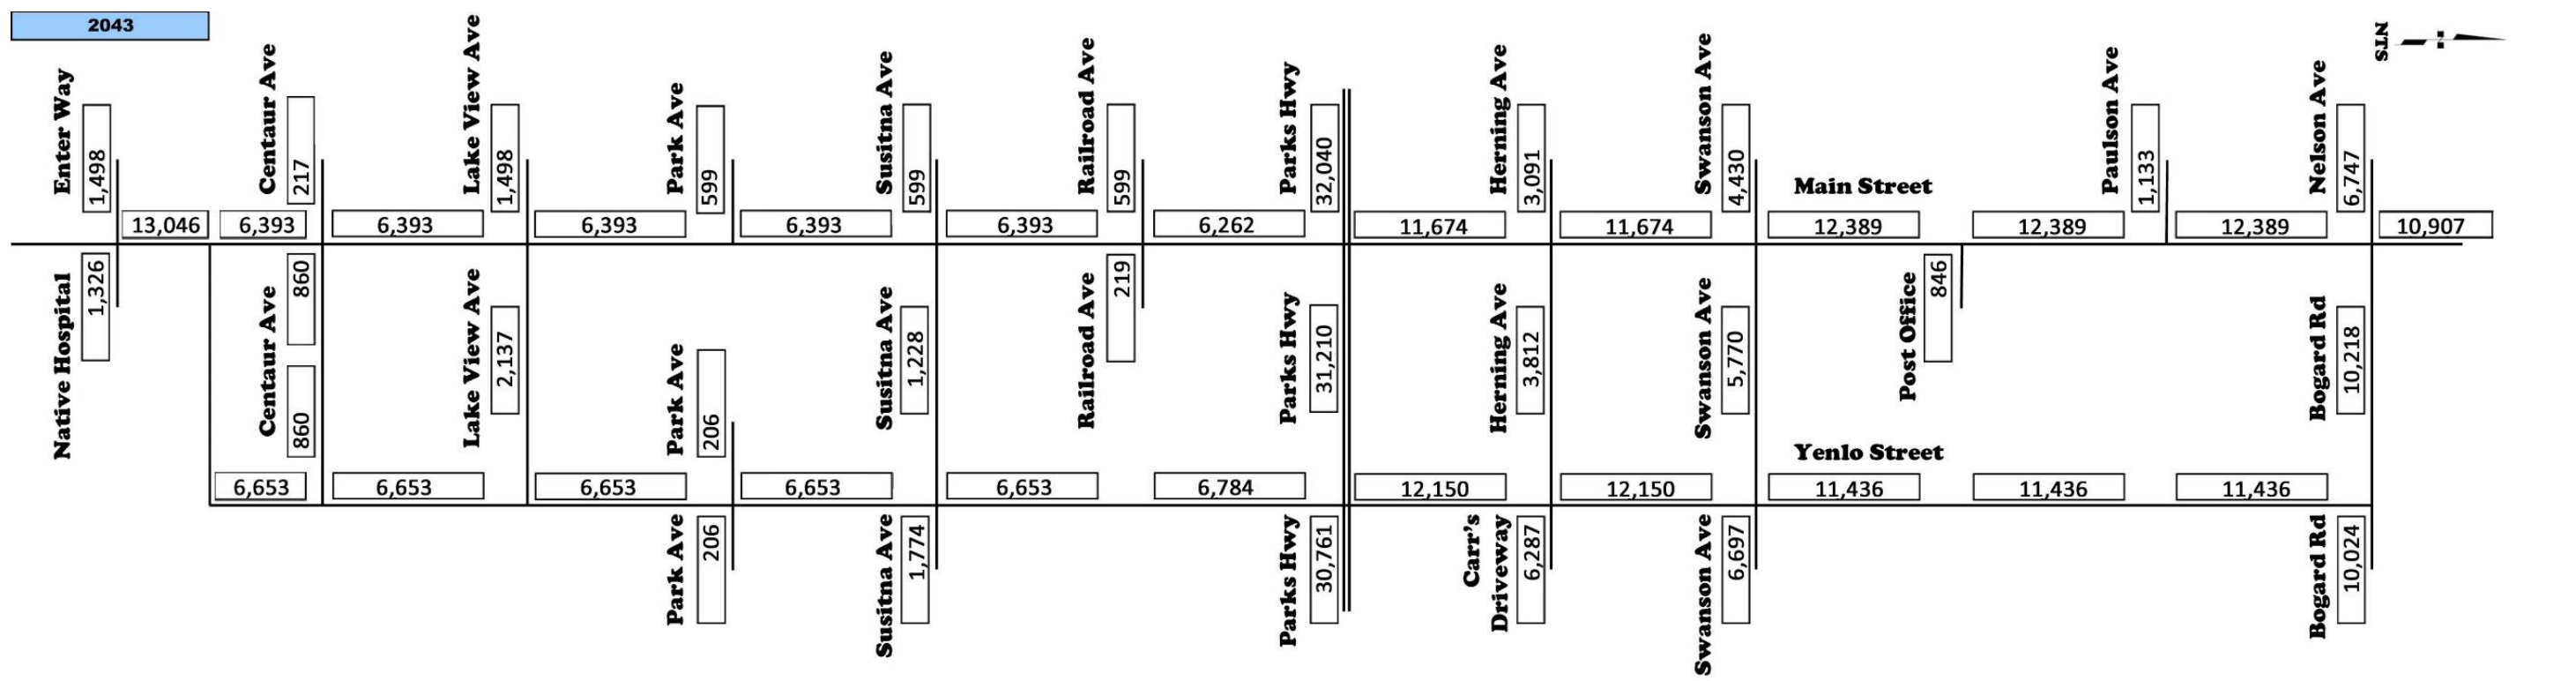 2043
NTS
Enter Way
1,498
Centaur Ave
217
Lake View Ave
1,498
Park Ave
599
Susitna Ave
599
Railroad Ave
599
Parks Hwy
32,040
Herning Ave
3,091
Swanson Ave
4,430
Main Street
Paulson Ave
1,133
Nelson Ave
6,747
13,046
6,393
6,393
6,393
6,393
6,393
6,262
11,674
11,674
12,389
12,389
12,389
10,907
Native Hospital
1,326
Centaur Ave
860
860
Lake View Ave
2,137
Park Ave
206
Susitna Ave
1,228
Railroad Ave
219
Parks Hwy
31,210
Herning Ave
3,812
Swanson Ave
5,770
Post Office
846
Bogard Rd
10,218
Yenlo Street
6,653
6,653
6,653
6,653
6,653
6,784
12,150
12,150
11,436
11,436
11,436
Park Ave
206
Susitna Ave
1,774
Parks Hwy
30,761
Carr's
Driveway
6,287
Swanson Ave
6,697
Bogard Rd
10,024